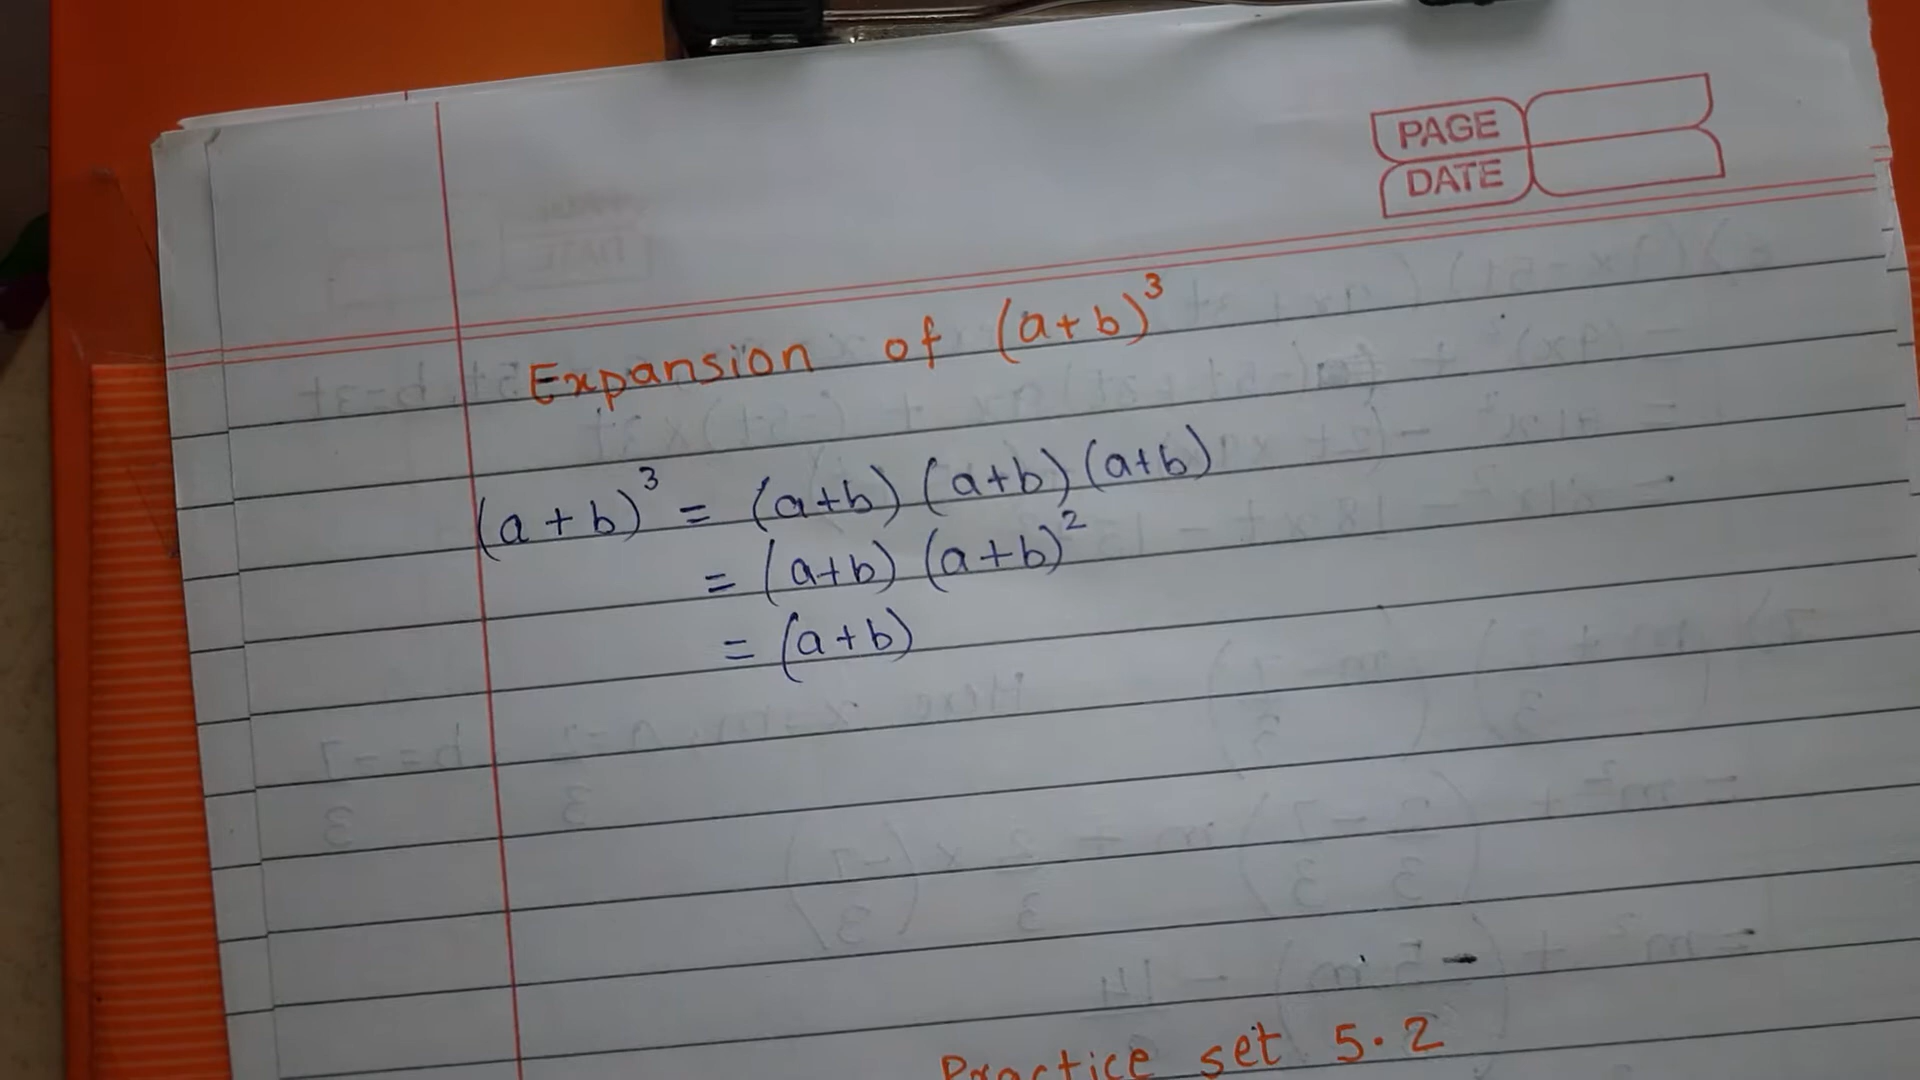 PAGE
DATE
Expansion of (a+b)³
(a+b)³ = (a+b) (a+b) (a+b)
= (a+b) (a+b)²
= (a+b)
Practice set 5.2